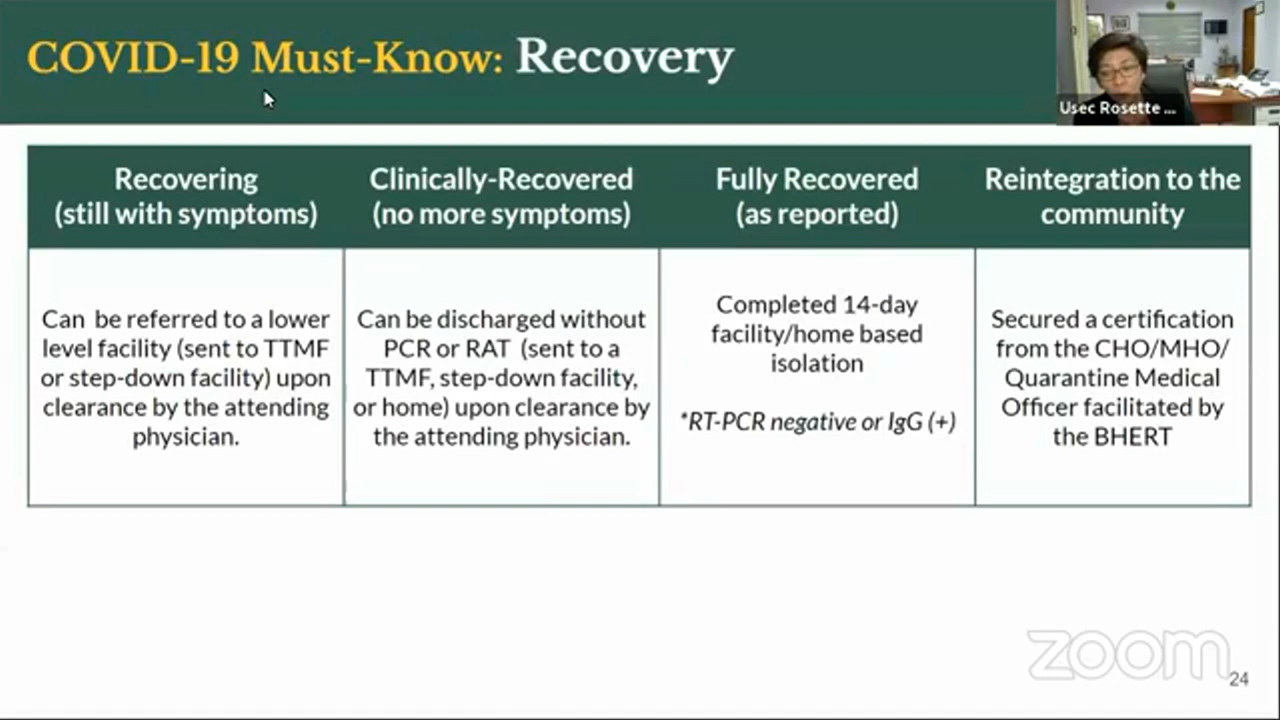 COVID-19 Must-Know: Recovery
Usec Rosette ...
Recovering
(still with symptoms)
Clinically-Recovered
(no more symptoms)
Fully Recovered
(as reported)
Reintegration to the
community
Can be referred to a lower
level facility (sent to TTMF
or step-down facility) upon
clearance by the attending
physician.
Can be discharged without
PCR or RAT (sent to a
TTMF, step-down facility,
or home) upon clearance by
the attending physician.
Completed 14-day
facility/home based
isolation
*RT-PCR negative or IgG (+)
Secured a certification
from the CHO/MHO/
Quarantine Medical
Officer facilitated by
the BHERT
zoom
24